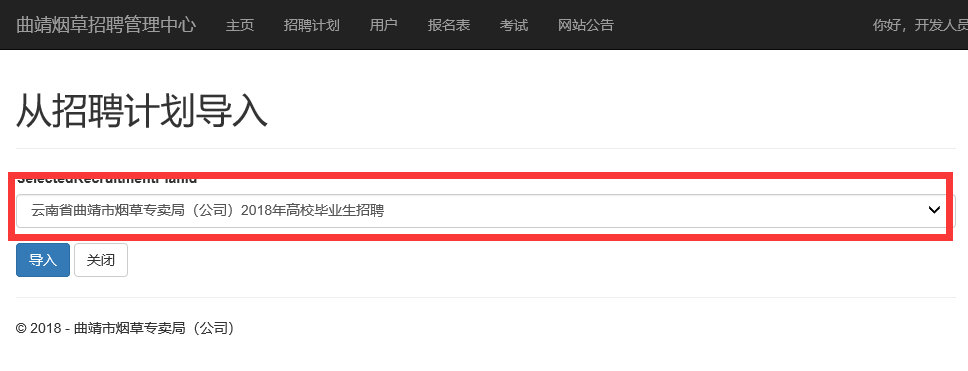 曲靖烟草招聘管理中心 主页 招聘计划 用户 报名表 考试 网站公告 你好，开发人员
从招聘计划导入
SelectedRecruitmentPlanId
云南省曲靖市烟草专卖局（公司）2018年高校毕业生招聘
导入 关闭
© 2018 - 曲靖市烟草专卖局（公司）